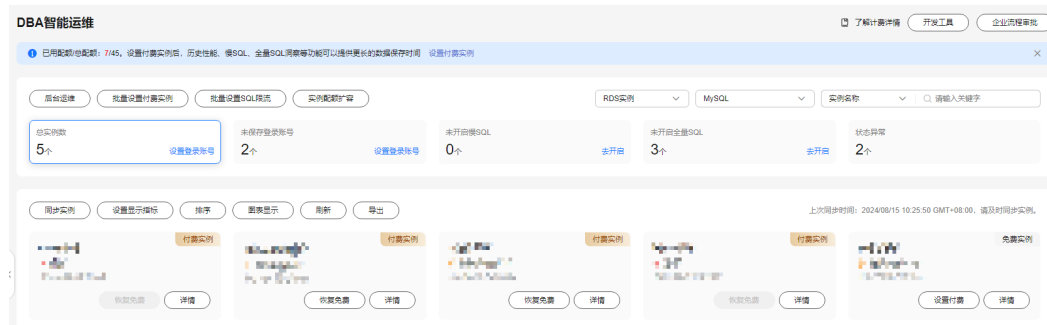 DBA智能运维
了解计费详情 开发工具 企业流程审批
已用配额/总配额：7/45。设置付费实例后，历史性能、慢SQL、全量SQL洞察等功能可以提供更长的数据保存时间 设置付费实例
后台运维 批量设置付费实例 批量设置SQL限流 实例配额扩容 RDS实例 MySQL 实例名称 请输入关键字
总实例数 未保存登录账号 未开启慢SQL 未开启全量SQL 状态异常
5个 设置登录账号 2个 设置登录账号 0个 去开启 3个 去开启 2个
同步实例 设置显示指标 排序 图表显示 刷新 导出 上次同步时间：2024/08/15 10:25:50 GMT+08:00，请及时同步实例。
付费实例 付费实例 付费实例 付费实例 免费实例
恢复免费 详情 恢复免费 详情 恢复免费 详情 恢复免费 详情 设置付费 详情